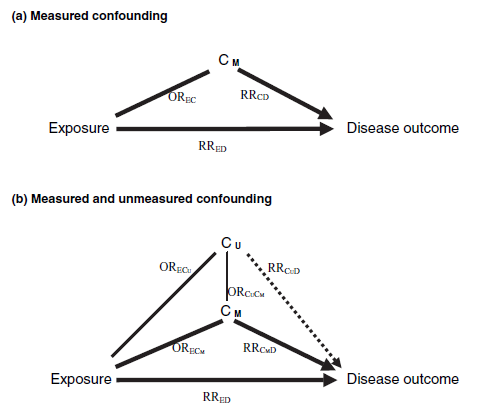 (a) Measured confounding
C M
OREC
RRCD
Exposure
Disease outcome
RRED
(b) Measured and unmeasured confounding
C U
ORECU
RRCUD
ORCUCM
C M
ORECM
RRCMD
Exposure
Disease outcome
RRED